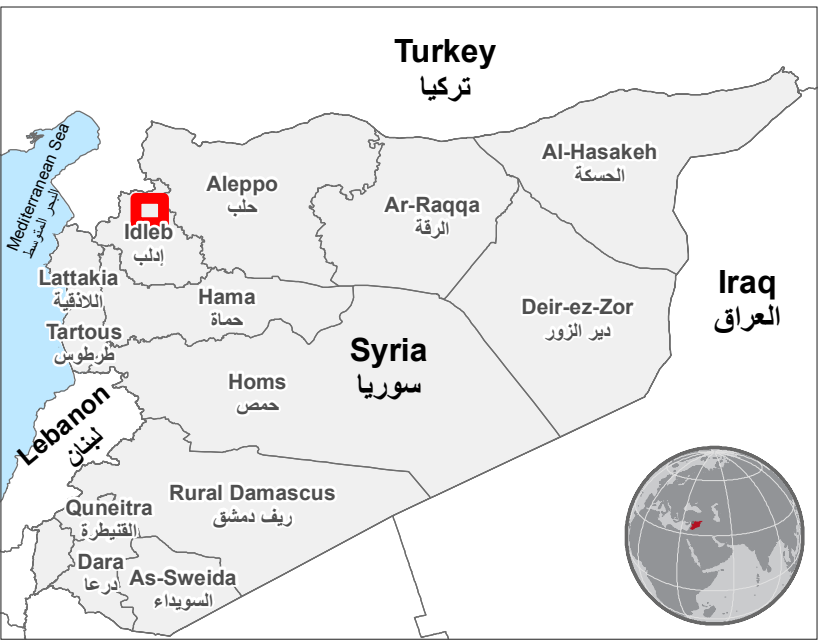 Turkey
تركيا
Mediterranean Sea
البحر المتوسط
Al-Hasakeh
الحسكة
Aleppo
حلب
Ar-Raqqa
الرقة
Idleb
إدلب
Lattakia
اللاذقية
Hama
حماة
Iraq
العراق
Deir-ez-Zor
دير الزور
Tartous
طرطوس
Syria
سوريا
Homs
حمص
Lebanon
لبنان
Rural Damascus
ريف دمشق
Quneitra
القنيطرة
Dara
درعا
As-Sweida
السويداء